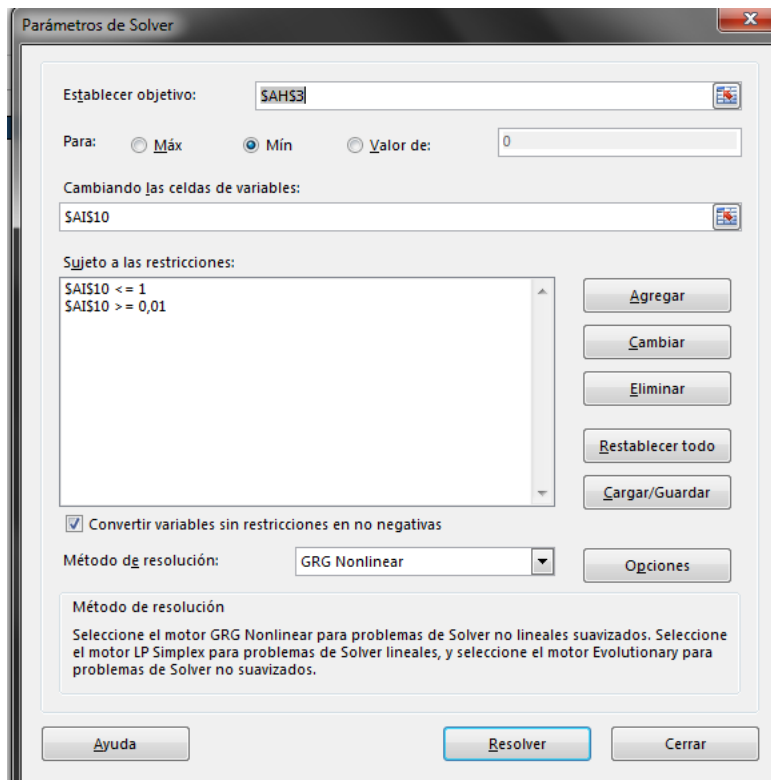 Parámetros de Solver
Establecer objetivo: $AH$3
Para: Máx Mín Valor de: 0
Cambiando las celdas de variables:
$AI$10
Sujeto a las restricciones:
$AI$10 <= 1
$AI$10 >= 0,01
Agregar
Cambiar
Eliminar
Restablecer todo
Cargar/Guardar
Convertir variables sin restricciones en no negativas
Método de resolución: GRG Nonlinear Opciones
Método de resolución
Seleccione el motor GRG Nonlinear para problemas de Solver no lineales suavizados. Seleccione
el motor LP Simplex para problemas de Solver lineales, y seleccione el motor Evolutionary para
problemas de Solver no suavizados.
Ayuda Resolver Cerrar